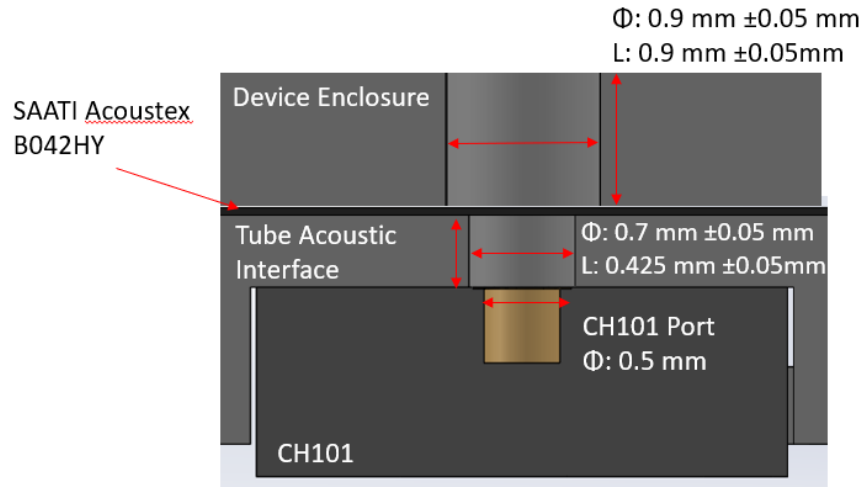 Φ: 0.9 mm ±0.05 mm
L: 0.9 mm ±0.05mm
Device Enclosure
SAATI Acoustex
B042HY
Tube Acoustic
Interface
Φ: 0.7 mm ±0.05 mm
L: 0.425 mm ±0.05mm
CH101 Port
Φ: 0.5 mm
CH101